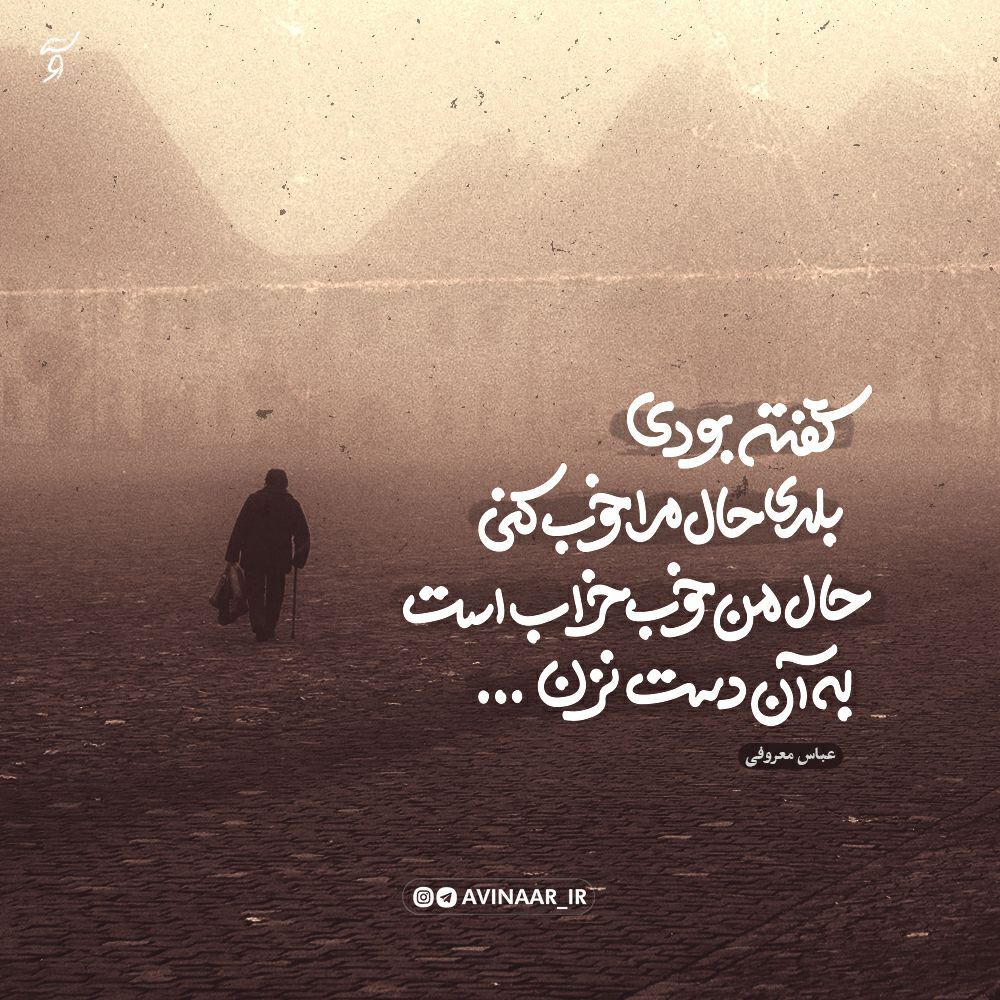 گفته بودی
بلدی حال مرا خوب کنی
حال من خوب خراب است
به آن دست نزن ...
عباس معروفی
AVINAAR_IR